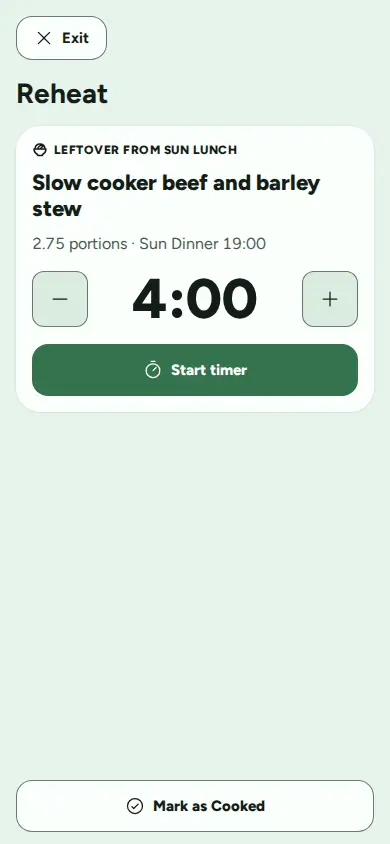 Exit
Reheat
LEFTOVER FROM SUN LUNCH
Slow cooker beef and barley
stew
2.75 portions · Sun Dinner 19:00
− 4:00 +
Start timer
Mark as Cooked